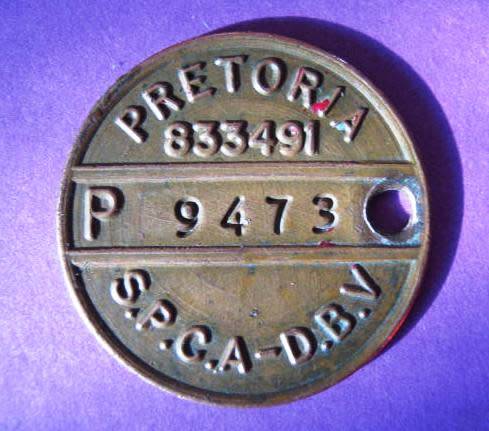 PRETORIA
833491
P 9473
S.P.C.A-D.B.V